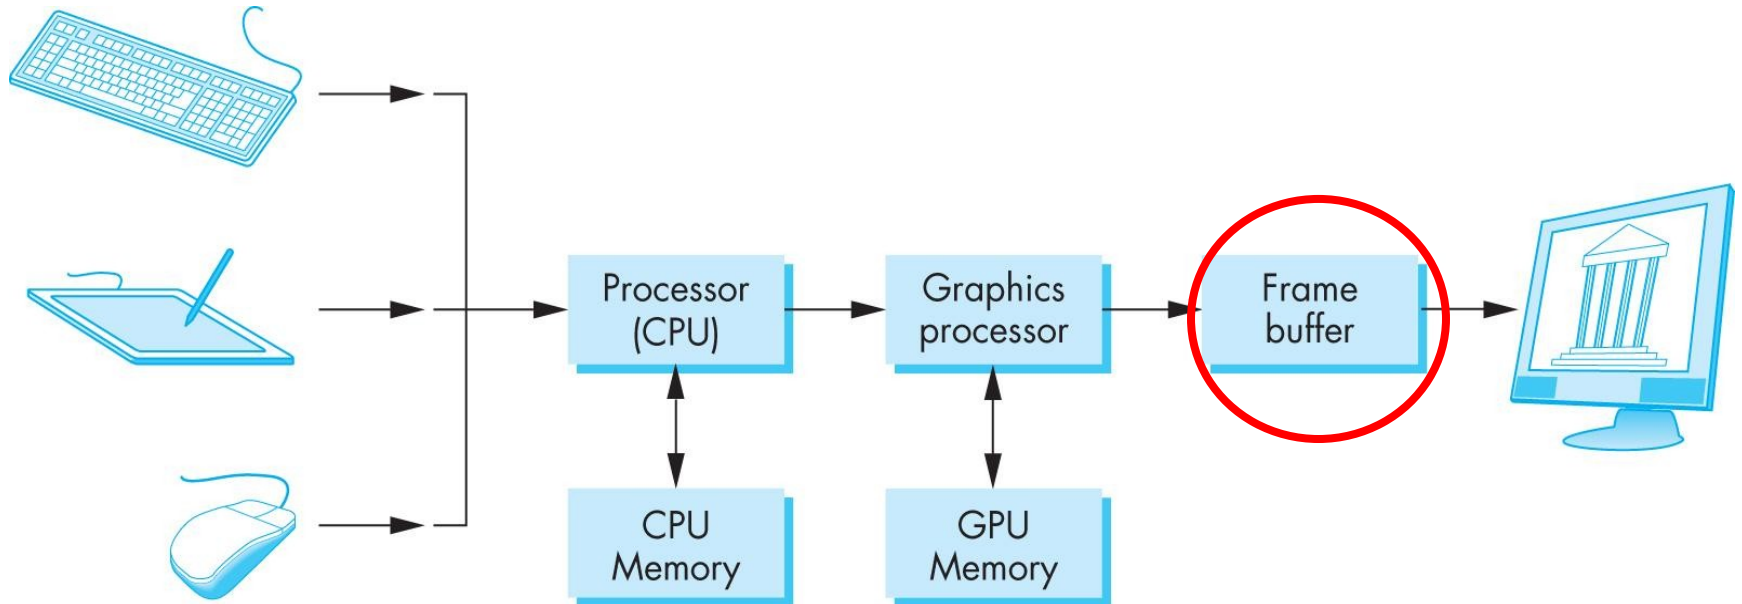 Processor
(CPU)
Graphics
processor
Frame
buffer
CPU
Memory
GPU
Memory